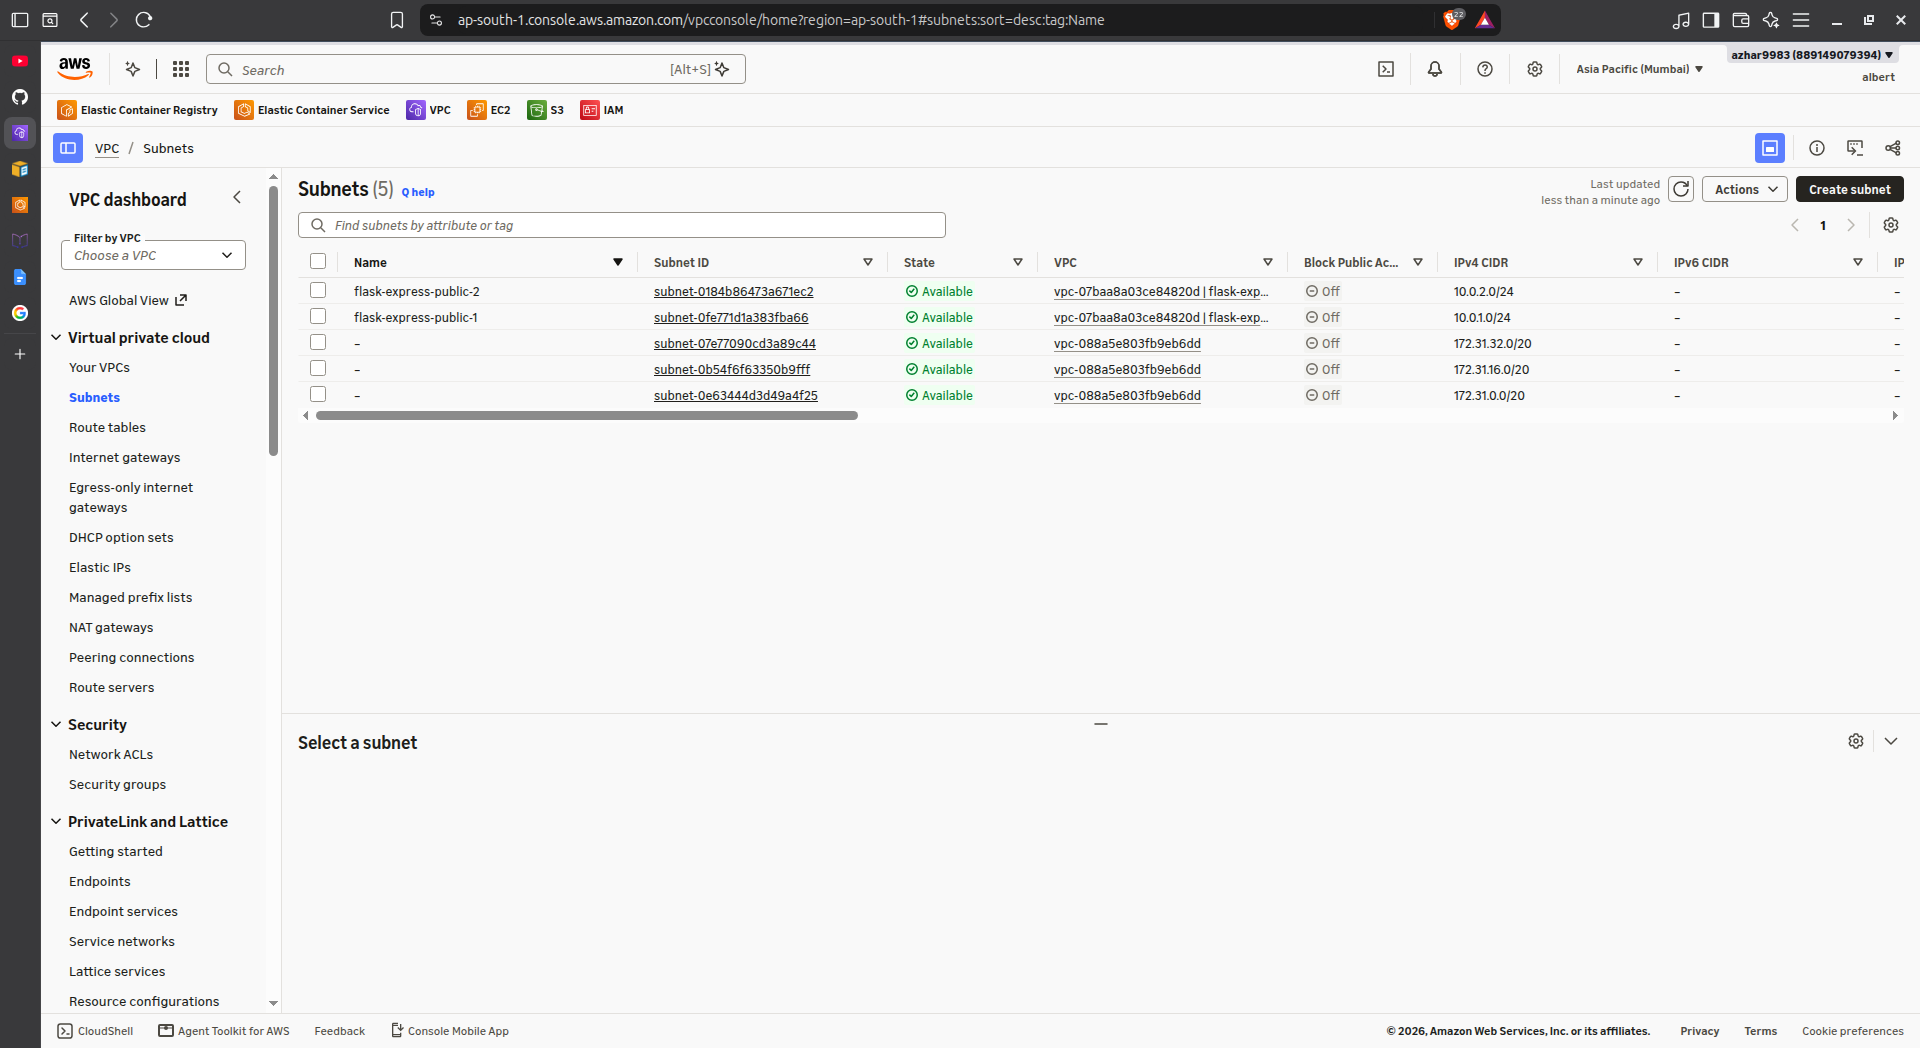 ap-south-1.console.aws.amazon.com/vpcconsole/home?region=ap-south-1#subnets:sort=desc:tag:Name
22
aws
Search
[Alt+S]
Asia Pacific (Mumbai)
azhar9983 (889149079394)
albert
Elastic Container Registry
Elastic Container Service
VPC
EC2
S3
IAM
VPC / Subnets
VPC dashboard
Filter by VPC
Choose a VPC
AWS Global View
Virtual private cloud
Your VPCs
Subnets
Route tables
Internet gateways
Egress-only internet
gateways
DHCP option sets
Elastic IPs
Managed prefix lists
NAT gateways
Peering connections
Route servers
Security
Network ACLs
Security groups
PrivateLink and Lattice
Getting started
Endpoints
Endpoint services
Service networks
Lattice services
Resource configurations
Subnets (5) Q help
Last updated
less than a minute ago
Actions
Create subnet
Find subnets by attribute or tag
1
Name Subnet ID State VPC Block Public Ac... IPv4 CIDR IPv6 CIDR IP
flask-express-public-2 subnet-0184b86473a671ec2 Available vpc-07baa8a03ce84820d | flask-exp... Off 10.0.2.0/24 – –
flask-express-public-1 subnet-0fe771d1a383fba66 Available vpc-07baa8a03ce84820d | flask-exp... Off 10.0.1.0/24 – –
– subnet-07e77090cd3a89c44 Available vpc-088a5e803fb9eb6dd Off 172.31.32.0/20 – –
– subnet-0b54f6f63350b9fff Available vpc-088a5e803fb9eb6dd Off 172.31.16.0/20 – –
– subnet-0e63444d3d49a4f25 Available vpc-088a5e803fb9eb6dd Off 172.31.0.0/20 – –
Select a subnet
CloudShell
Agent Toolkit for AWS
Feedback
Console Mobile App
© 2026, Amazon Web Services, Inc. or its affiliates.
Privacy
Terms
Cookie preferences